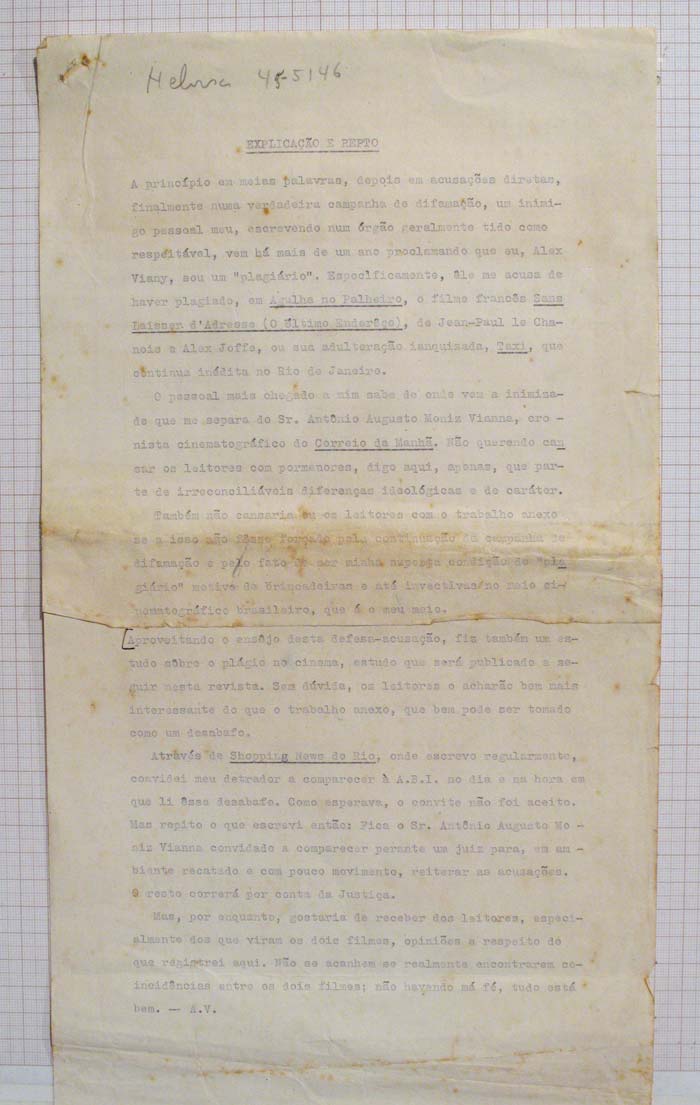 Heloisa 45-5146
EXPLICAÇÃO E REPTO
A princípio em meias palavras, depois em acusações diretas,
finalmente numa verdadeira campanha de difamação, um inimi-
go pessoal meu, escrevendo num órgão geralmente tido como
respeitável, vem há mais de um ano proclamando que eu, Alex
Viany, sou um "plagiário". Especìficamente, êle me acusa de
haver plagiado, em Agulha no Palheiro, o filme francês Sans
Laisser d'Adresse (O Último Enderêço), de Jean-Paul le Cha-
nois e Alex Joffe, ou sua adulteração ianquizada, Taxi, que
continua inédita no Rio de Janeiro.
O pessoal mais chegado a mim sabe de onde vem a inimiza-
de que me separa do Sr. Antônio Augusto Moniz Vianna, cro -
nista cinematográfico do Correio da Manhã. Não querendo can
sar os leitores com pormenores, digo aqui, apenas, que par-
te de irreconciliáveis diferenças ideológicas e de caráter.
Também não cansaria eu os leitores com o trabalho anexo
se a isso não fôsse forçado pela continuação da campanha de
difamação e pelo fato de ser minha suposta condição de "pla
giário" motivo de brincadeiras e até invectivas no meio ci-
nematográfico brasileiro, que é o meu meio.
Aproveitando o ensêjo desta defesa-acusação, fiz também um es-
tudo sôbre o plágio no cinema, estudo que será publicado a se-
guir nesta revista. Sem dúvida, os leitores o acharão bem mais
interessante do que o trabalho anexo, que bem pode ser tomado
como um desabafo.
Através de Shopping News do Rio, onde escrevo regularmente,
convidei meu detrator a comparecer à A.B.I. no dia e na hora em
que li êsse desabafo. Como esperava, o convite não foi aceito.
Mas repito o que escrevi então: Fica o Sr. Antônio Augusto Mo -
niz Vianna convidado a comparecer perante um juiz para, em am -
biente recatado e com pouco movimento, reiterar as acusações.
O resto correrá por conta da Justiça.
Mas, por enquanto, gostaria de receber dos leitores, especi-
almente dos que viram os dois filmes, opiniões a respeito do
que registrei aqui. Não se acanhem se realmente encontrarem co-
incidências entre os dois filmes; não havendo má fé, tudo está
bem. — A.V.